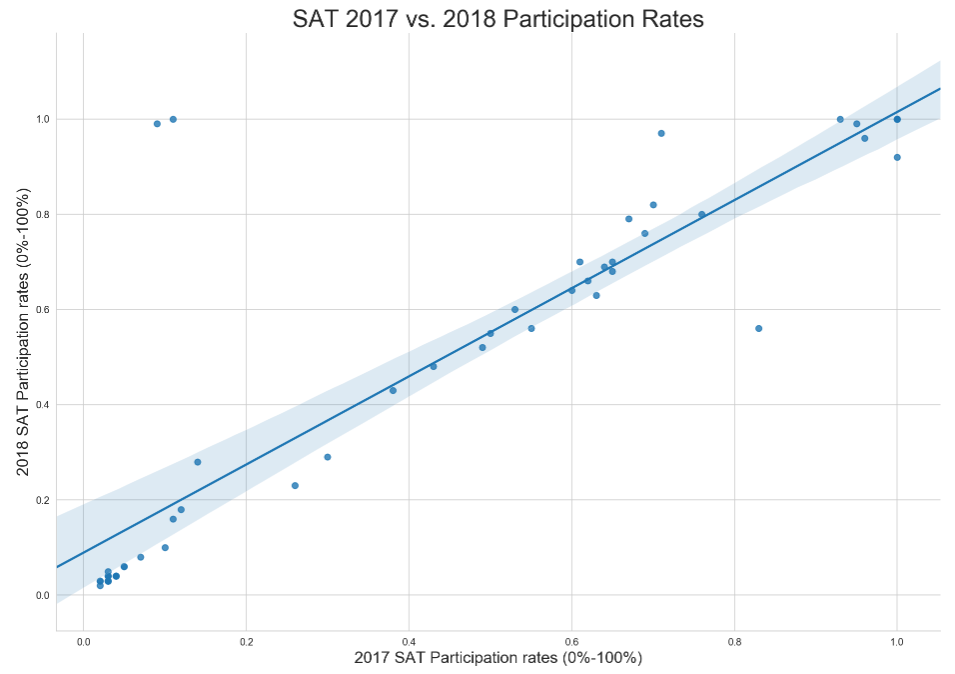 SAT 2017 vs. 2018 Participation Rates
2018 SAT Participation rates (0%-100%)
1.0
0.8
0.6
0.4
0.2
0.0
0.0 0.2 0.4 0.6 0.8 1.0
2017 SAT Participation rates (0%-100%)